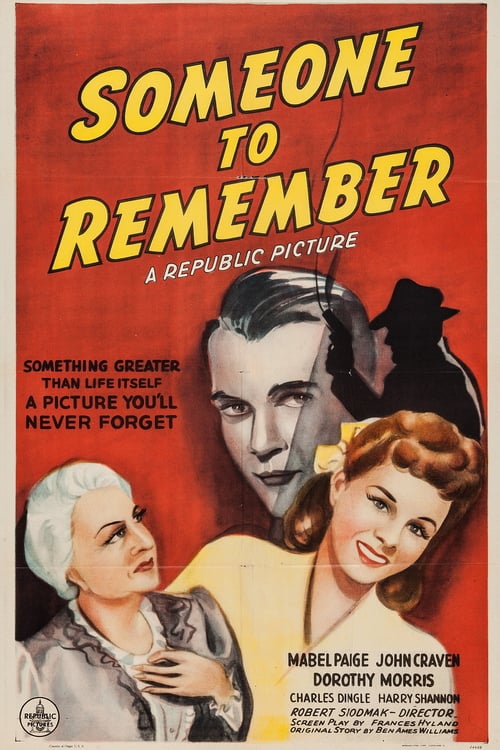 SOMEONE
TO
REMEMBER
A REPUBLIC PICTURE
SOMETHING GREATER
THAN LIFE ITSELF
A PICTURE YOU'LL
NEVER FORGET
MABEL PAIGE JOHN CRAVEN
DOROTHY MORRIS
CHARLES DINGLE HARRY SHANNON
ROBERT SIODMAK - DIRECTOR
SCREEN PLAY BY FRANCES HYLAND
ORIGINAL STORY BY BEN AMES WILLIAMS
REPUBLIC
PICTURES